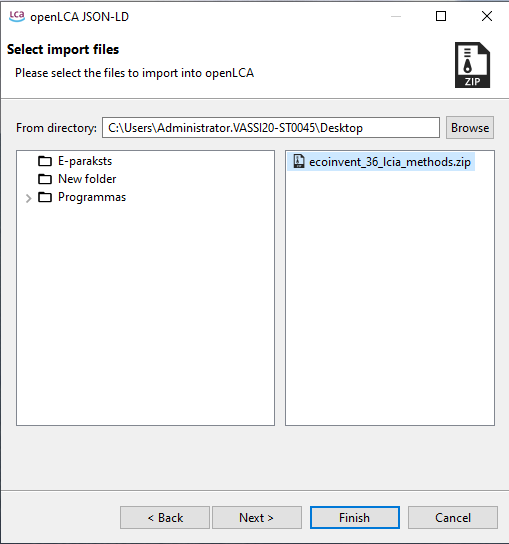 LCA openLCA JSON-LD
Select import files
Please select the files to import into openLCA
ZIP
From directory: C:\Users\Administrator.VASSI20-ST0045\Desktop Browse
E-paraksts
New folder
Programmas
ecoinvent_36_lcia_methods.zip
< Back Next > Finish Cancel